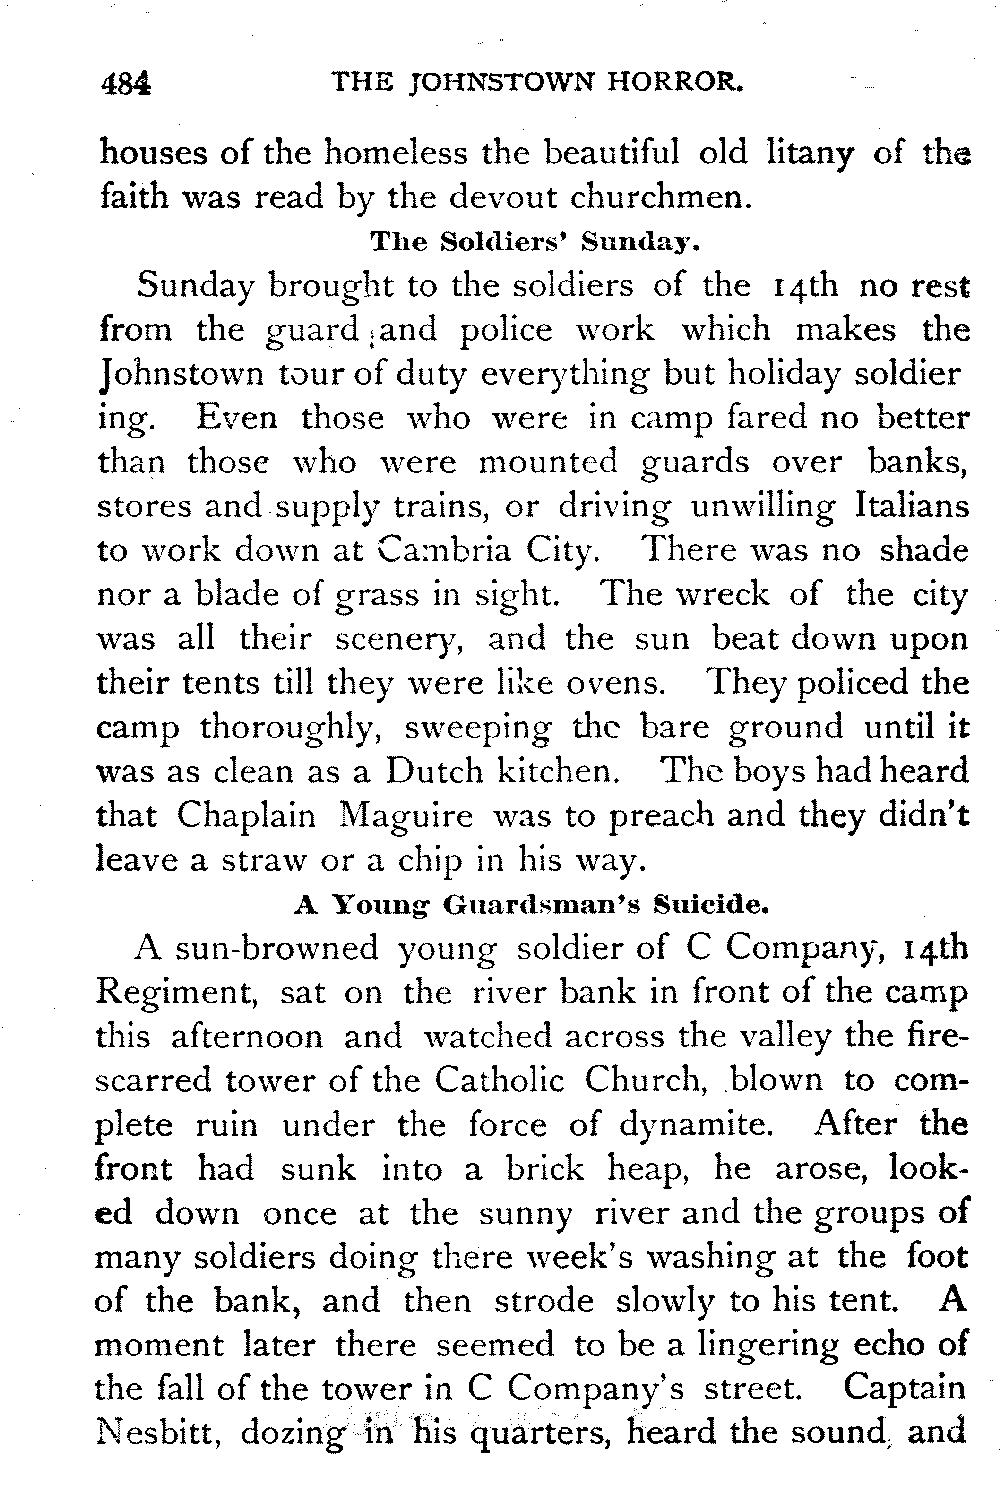 484 THE JOHNSTOWN HORROR.
houses of the homeless the beautiful old litany of the
faith was read by the devout churchmen.
The Soldiers' Sunday.
Sunday brought to the soldiers of the 14th no rest
from the guard and police work which makes the
Johnstown tour of duty everything but holiday soldier
ing. Even those who were in camp fared no better
than those who were mounted guards over banks,
stores and supply trains, or driving unwilling Italians
to work down at Cambria City. There was no shade
nor a blade of grass in sight. The wreck of the city
was all their scenery, and the sun beat down upon
their tents till they were like ovens. They policed the
camp thoroughly, sweeping the bare ground until it
was as clean as a Dutch kitchen. The boys had heard
that Chaplain Maguire was to preach and they didn't
leave a straw or a chip in his way.
A Young Guardsman's Suicide.
A sun-browned young soldier of C Company, 14th
Regiment, sat on the river bank in front of the camp
this afternoon and watched across the valley the fire-
scarred tower of the Catholic Church, blown to com-
plete ruin under the force of dynamite. After the
front had sunk into a brick heap, he arose, look-
ed down once at the sunny river and the groups of
many soldiers doing there week's washing at the foot
of the bank, and then strode slowly to his tent. A
moment later there seemed to be a lingering echo of
the fall of the tower in C Company's street. Captain
Nesbitt, dozing in his quarters, heard the sound and